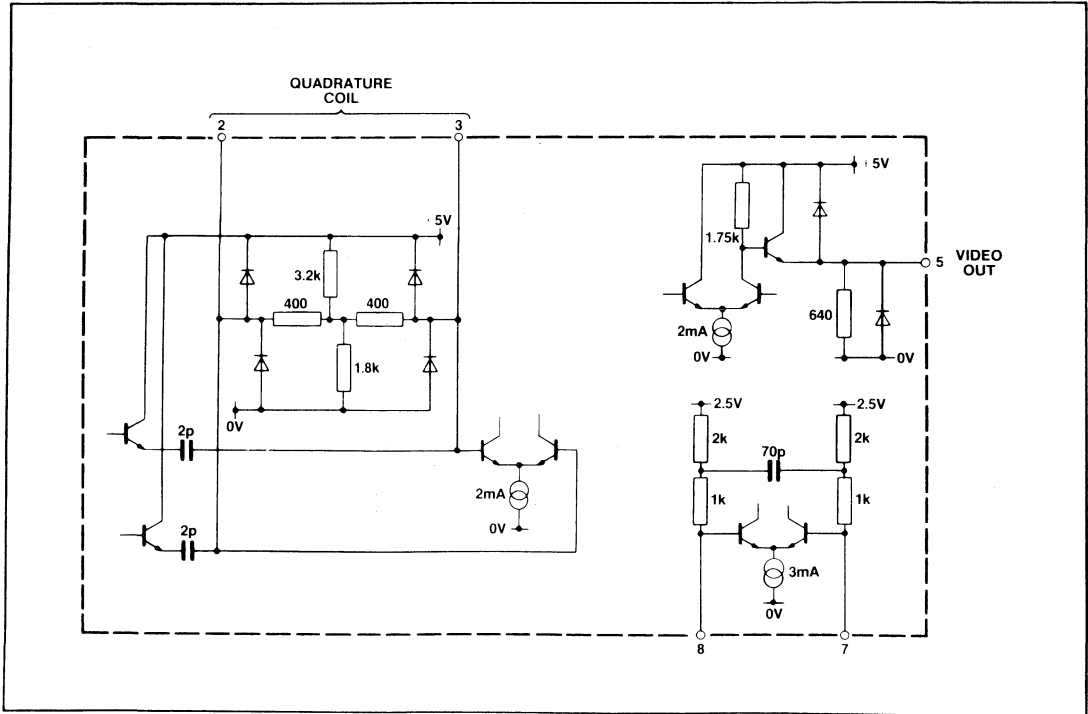 QUADRATURE
COIL
2
3
5V
3.2k
400
400
1.8k
0V
2p
2p
2mA
0V
5V
1.75k
5
VIDEO
OUT
640
2mA
0V
0V
2.5V
2.5V
2k
2k
70p
1k
1k
3mA
0V
8
7